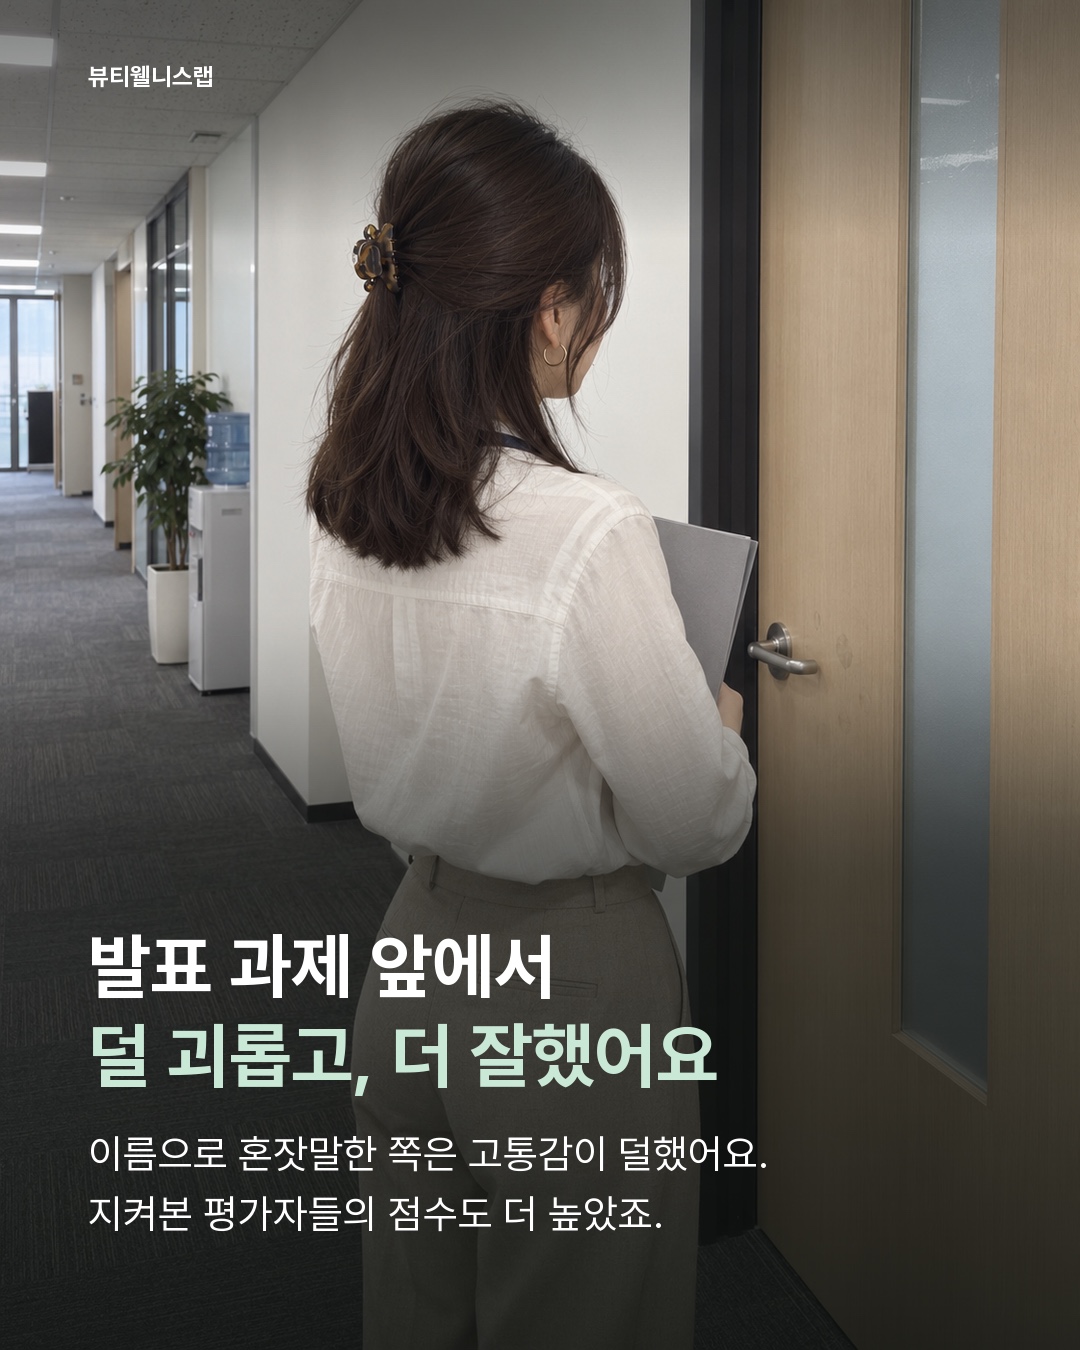 뷰티웰니스랩
발표 과제 앞에서
덜 괴롭고, 더 잘했어요
이름으로 혼잣말한 쪽은 고통감이 덜했어요.
지켜본 평가자들의 점수도 더 높았죠.